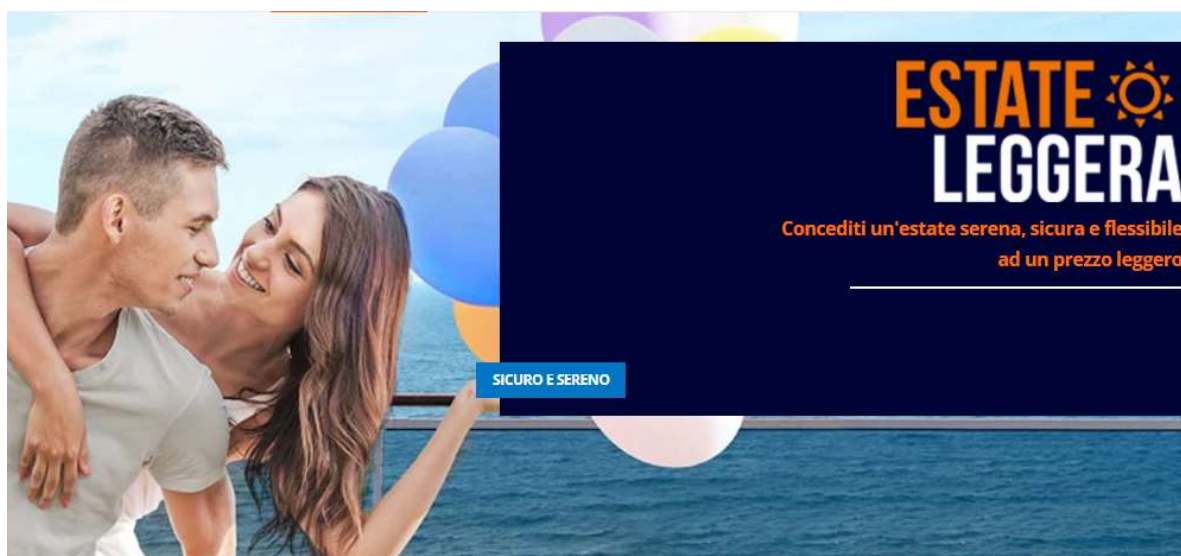 ESTATE
LEGGERA
Concediti un'estate serena, sicura e flessibile
ad un prezzo leggero
SICURO E SERENO